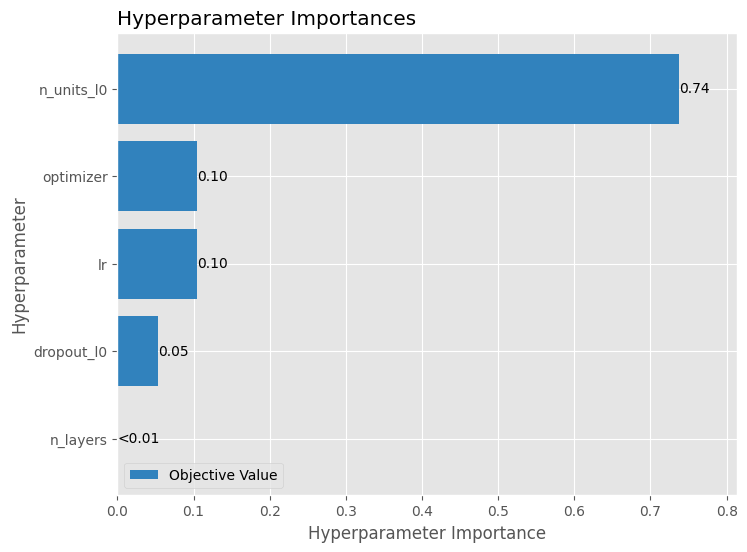 Hyperparameter Importances
Hyperparameter
n_units_l0
0.74
optimizer
0.10
lr
0.10
dropout_l0
0.05
n_layers
<0.01
Objective Value
0.0 0.1 0.2 0.3 0.4 0.5 0.6 0.7 0.8
Hyperparameter Importance